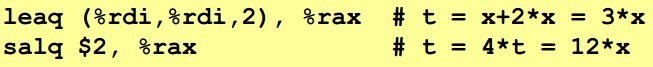 leaq (%rdi,%rdi,2), %rax  # t = x+2*x = 3*x
salq $2, %rax             # t = 4*t = 12*x